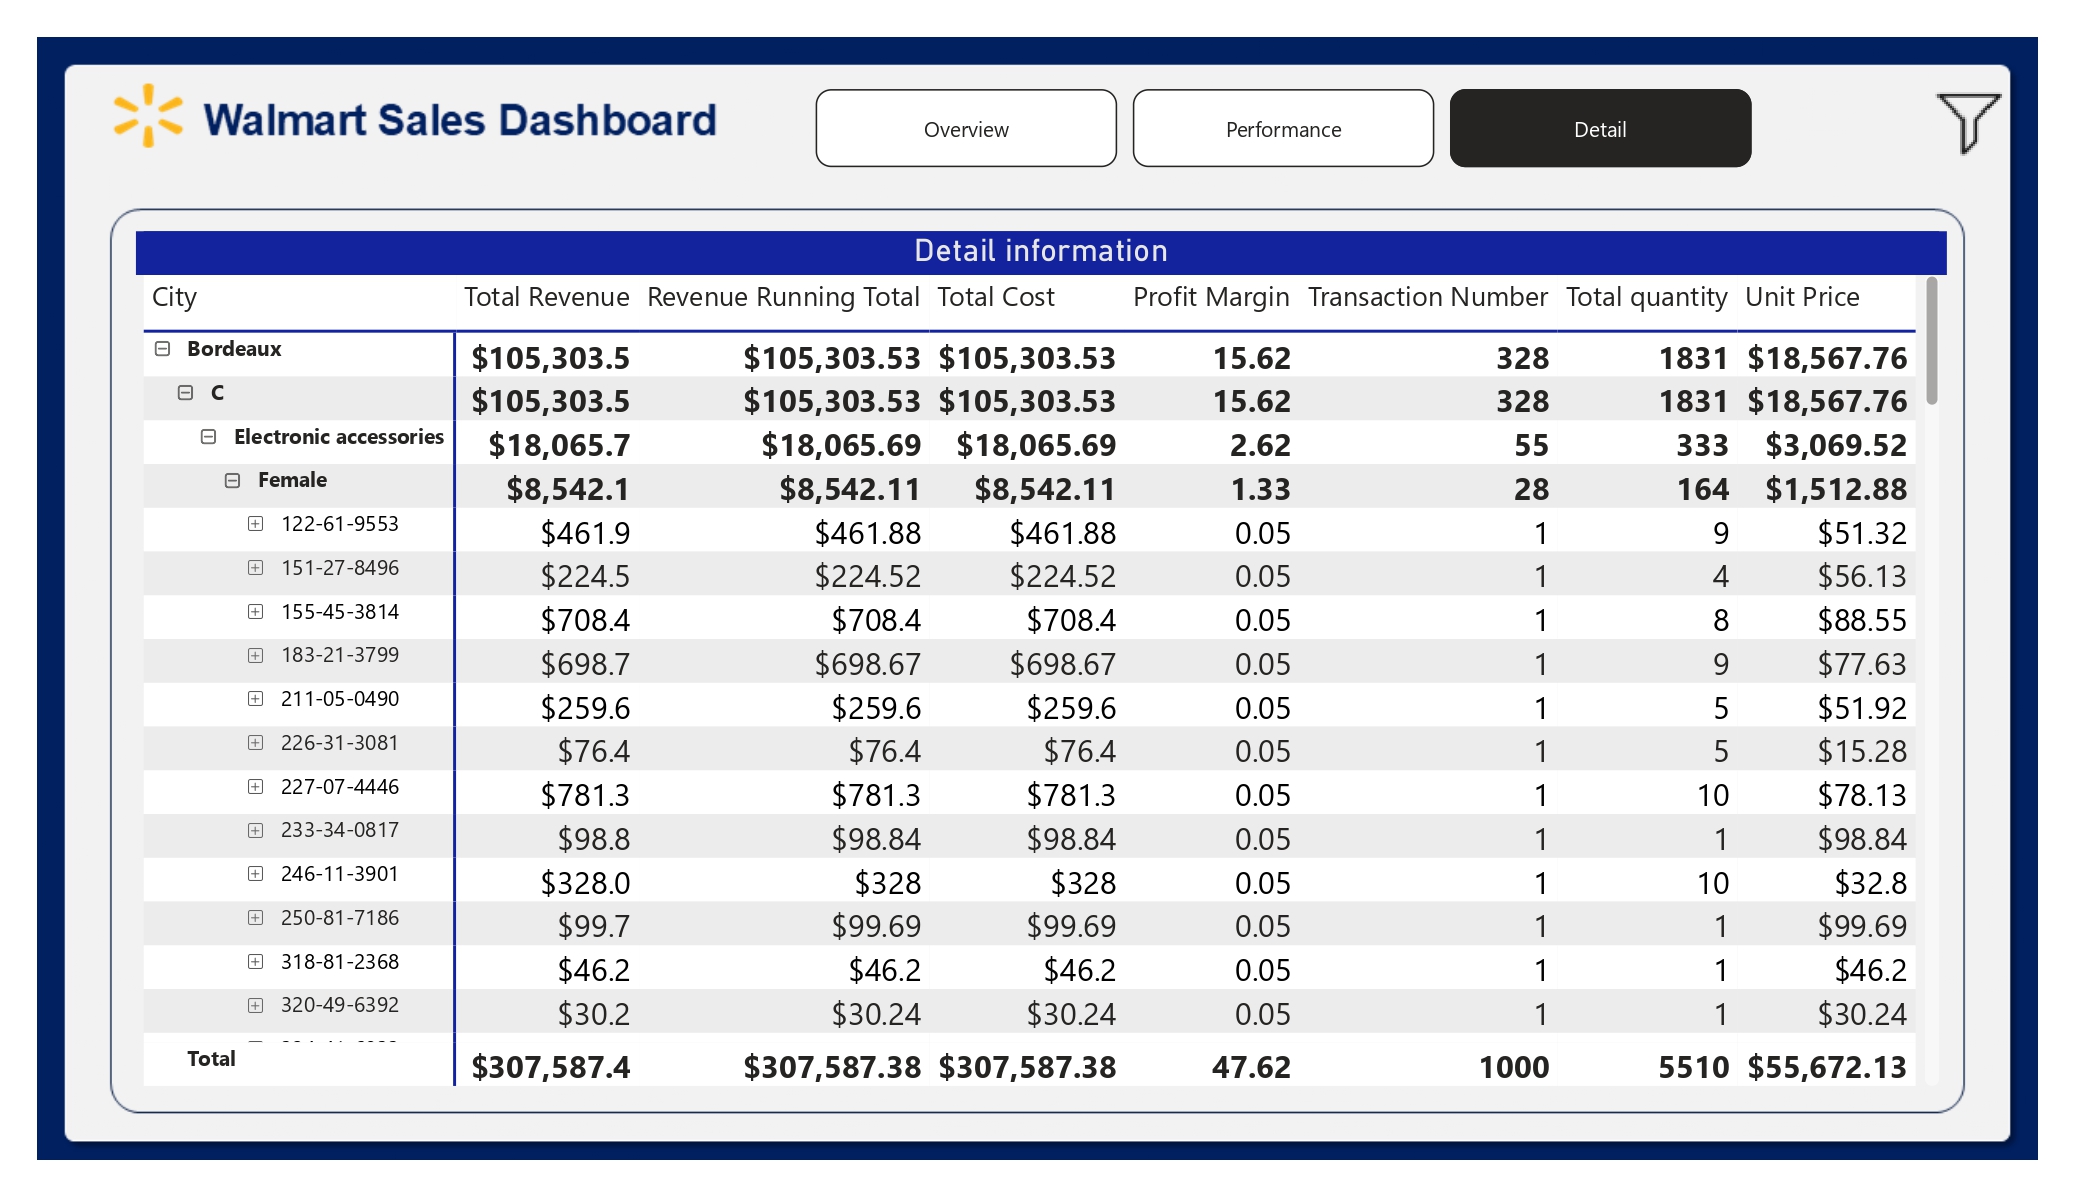 Walmart Sales Dashboard
Overview Performance Detail
Detail information
City Total Revenue Revenue Running Total Total Cost Profit Margin Transaction Number Total quantity Unit Price
Bordeaux $105,303.5 $105,303.53 $105,303.53 15.62 328 1831 $18,567.76
C $105,303.5 $105,303.53 $105,303.53 15.62 328 1831 $18,567.76
Electronic accessories $18,065.7 $18,065.69 $18,065.69 2.62 55 333 $3,069.52
Female $8,542.1 $8,542.11 $8,542.11 1.33 28 164 $1,512.88
122-61-9553 $461.9 $461.88 $461.88 0.05 1 9 $51.32
151-27-8496 $224.5 $224.52 $224.52 0.05 1 4 $56.13
155-45-3814 $708.4 $708.4 $708.4 0.05 1 8 $88.55
183-21-3799 $698.7 $698.67 $698.67 0.05 1 9 $77.63
211-05-0490 $259.6 $259.6 $259.6 0.05 1 5 $51.92
226-31-3081 $76.4 $76.4 $76.4 0.05 1 5 $15.28
227-07-4446 $781.3 $781.3 $781.3 0.05 1 10 $78.13
233-34-0817 $98.8 $98.84 $98.84 0.05 1 1 $98.84
246-11-3901 $328.0 $328 $328 0.05 1 10 $32.8
250-81-7186 $99.7 $99.69 $99.69 0.05 1 1 $99.69
318-81-2368 $46.2 $46.2 $46.2 0.05 1 1 $46.2
320-49-6392 $30.2 $30.24 $30.24 0.05 1 1 $30.24
Total $307,587.4 $307,587.38 $307,587.38 47.62 1000 5510 $55,672.13